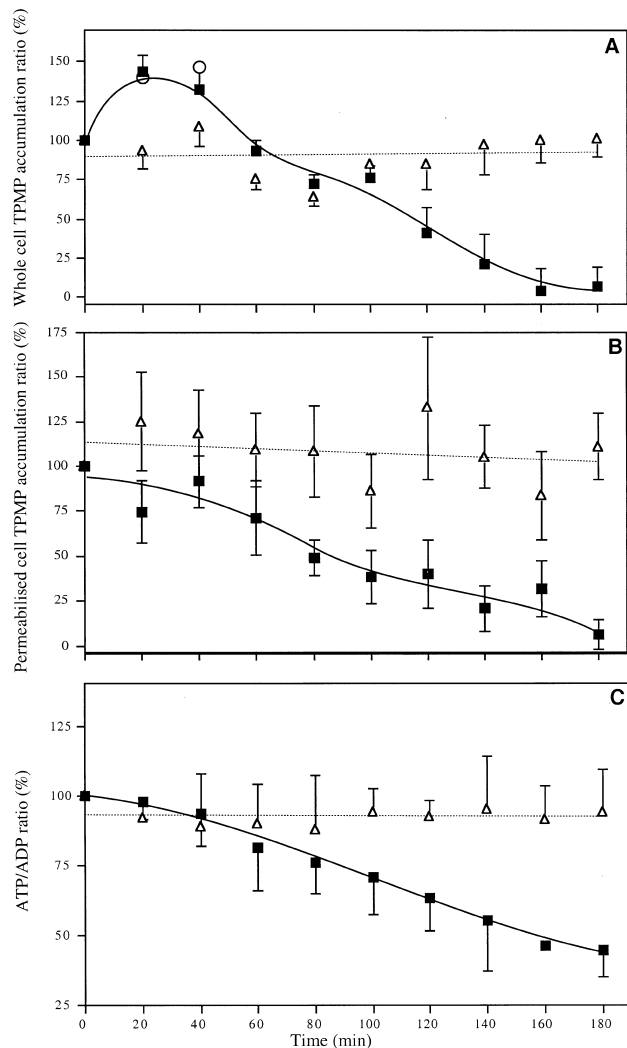 A
Whole cell TPMP accumulation ratio (%)
150
125
100
75
50
25
0
B
Permeabilised cell TPMP accumulation ratio (%)
175
150
125
100
75
50
25
0
C
ATP/ADP ratio (%)
125
100
75
50
25
0 20 40 60 80 100 120 140 160 180
Time (min)